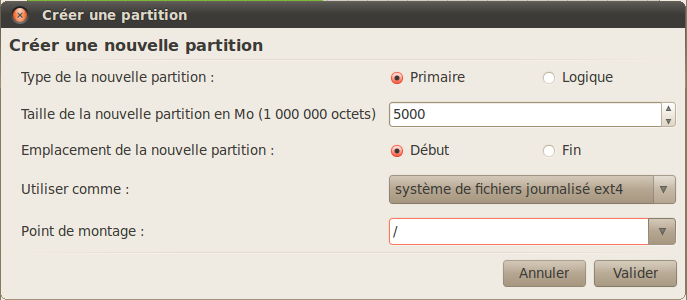 Créer une partition
Créer une nouvelle partition
Type de la nouvelle partition : Primaire Logique
Taille de la nouvelle partition en Mo (1 000 000 octets) 5000
Emplacement de la nouvelle partition : Début Fin
Utiliser comme : système de fichiers journalisé ext4
Point de montage : /
Annuler Valider